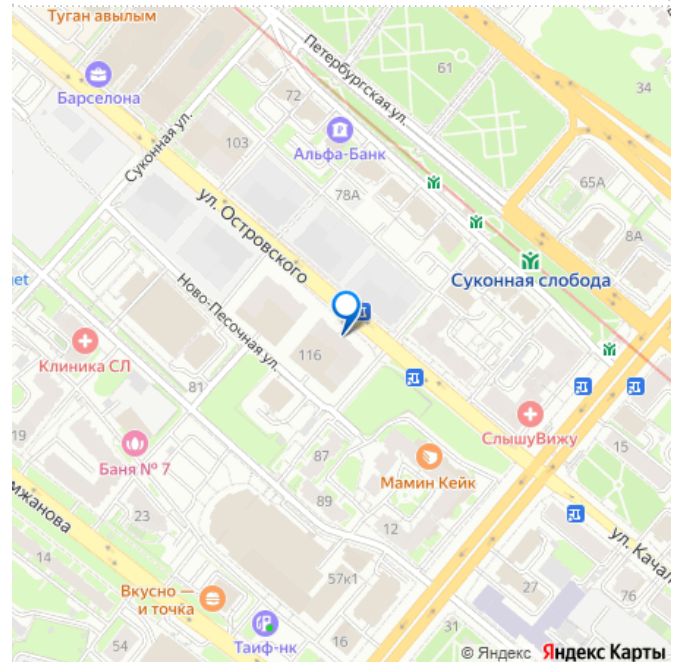 Туган авылым
Барселона
Петербургская ул.
61
34
72
103
Альфа-Банк
Суконная ул.
78А
65А
8А
ул. Островского
Суконная слобода
Ново-Песочная ул.
Клиника СЛ
116
81
СлышуВижу
19
15
Баня № 7
87
Мамин Кейк
89
23
12
14
57к1
ул. Качал
Вкусно —
и точка
27
76
Таиф-нк
31
54
16
© Яндекс Яндекс Карты